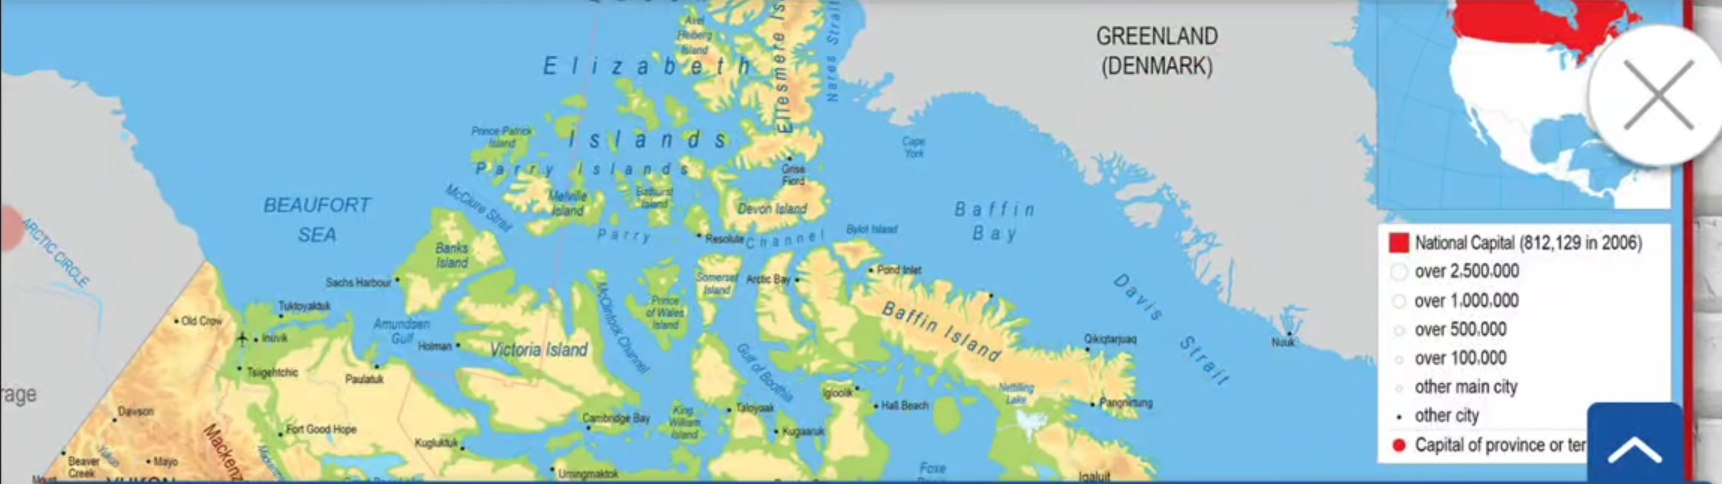 Axel
Heiberg
Island
Ellesmere Is
Nares Strait
GREENLAND
(DENMARK)
Elizabeth
Islands
Prince Patrick
Island
Parry Islands
Cape
York
Grise
Fiord
McClure Strait
Melville
Island
Bathurst
Island
Devon Island
BEAUFORT
SEA
Baffin
Bay
ARCTIC CIRCLE
Parry Channel
Resolute
Bylot Island
Banks
Island
Sachs Harbour
Somerset
Island
Arctic Bay
Pond Inlet
National Capital (812,129 in 2006)
over 2,500,000
over 1,000,000
over 500.000
over 100.000
other main city
other city
Capital of province or ter
Davis Strait
Tuktoyaktuk
Old Crow
Inuvik
Amundsen
Gulf
Holman
McClintock Channel
Prince
of Wales
Island
Baffin Island
Victoria Island
Gulf of Boothia
Qikiqtarjuaq
Nuuk
Tsigehtchic
Paulatuk
rage
Igloolik
Hall Beach
Nettilling
Lake
Pangnirtung
Dawson
Cambridge Bay
King
William
Island
Taloyoak
Kugaaruk
Fort Good Hope
Kugluktuk
Yukon
Beaver
Creek
Mayo
Umingmaktok
Foxe
Iqaluit
YUKON